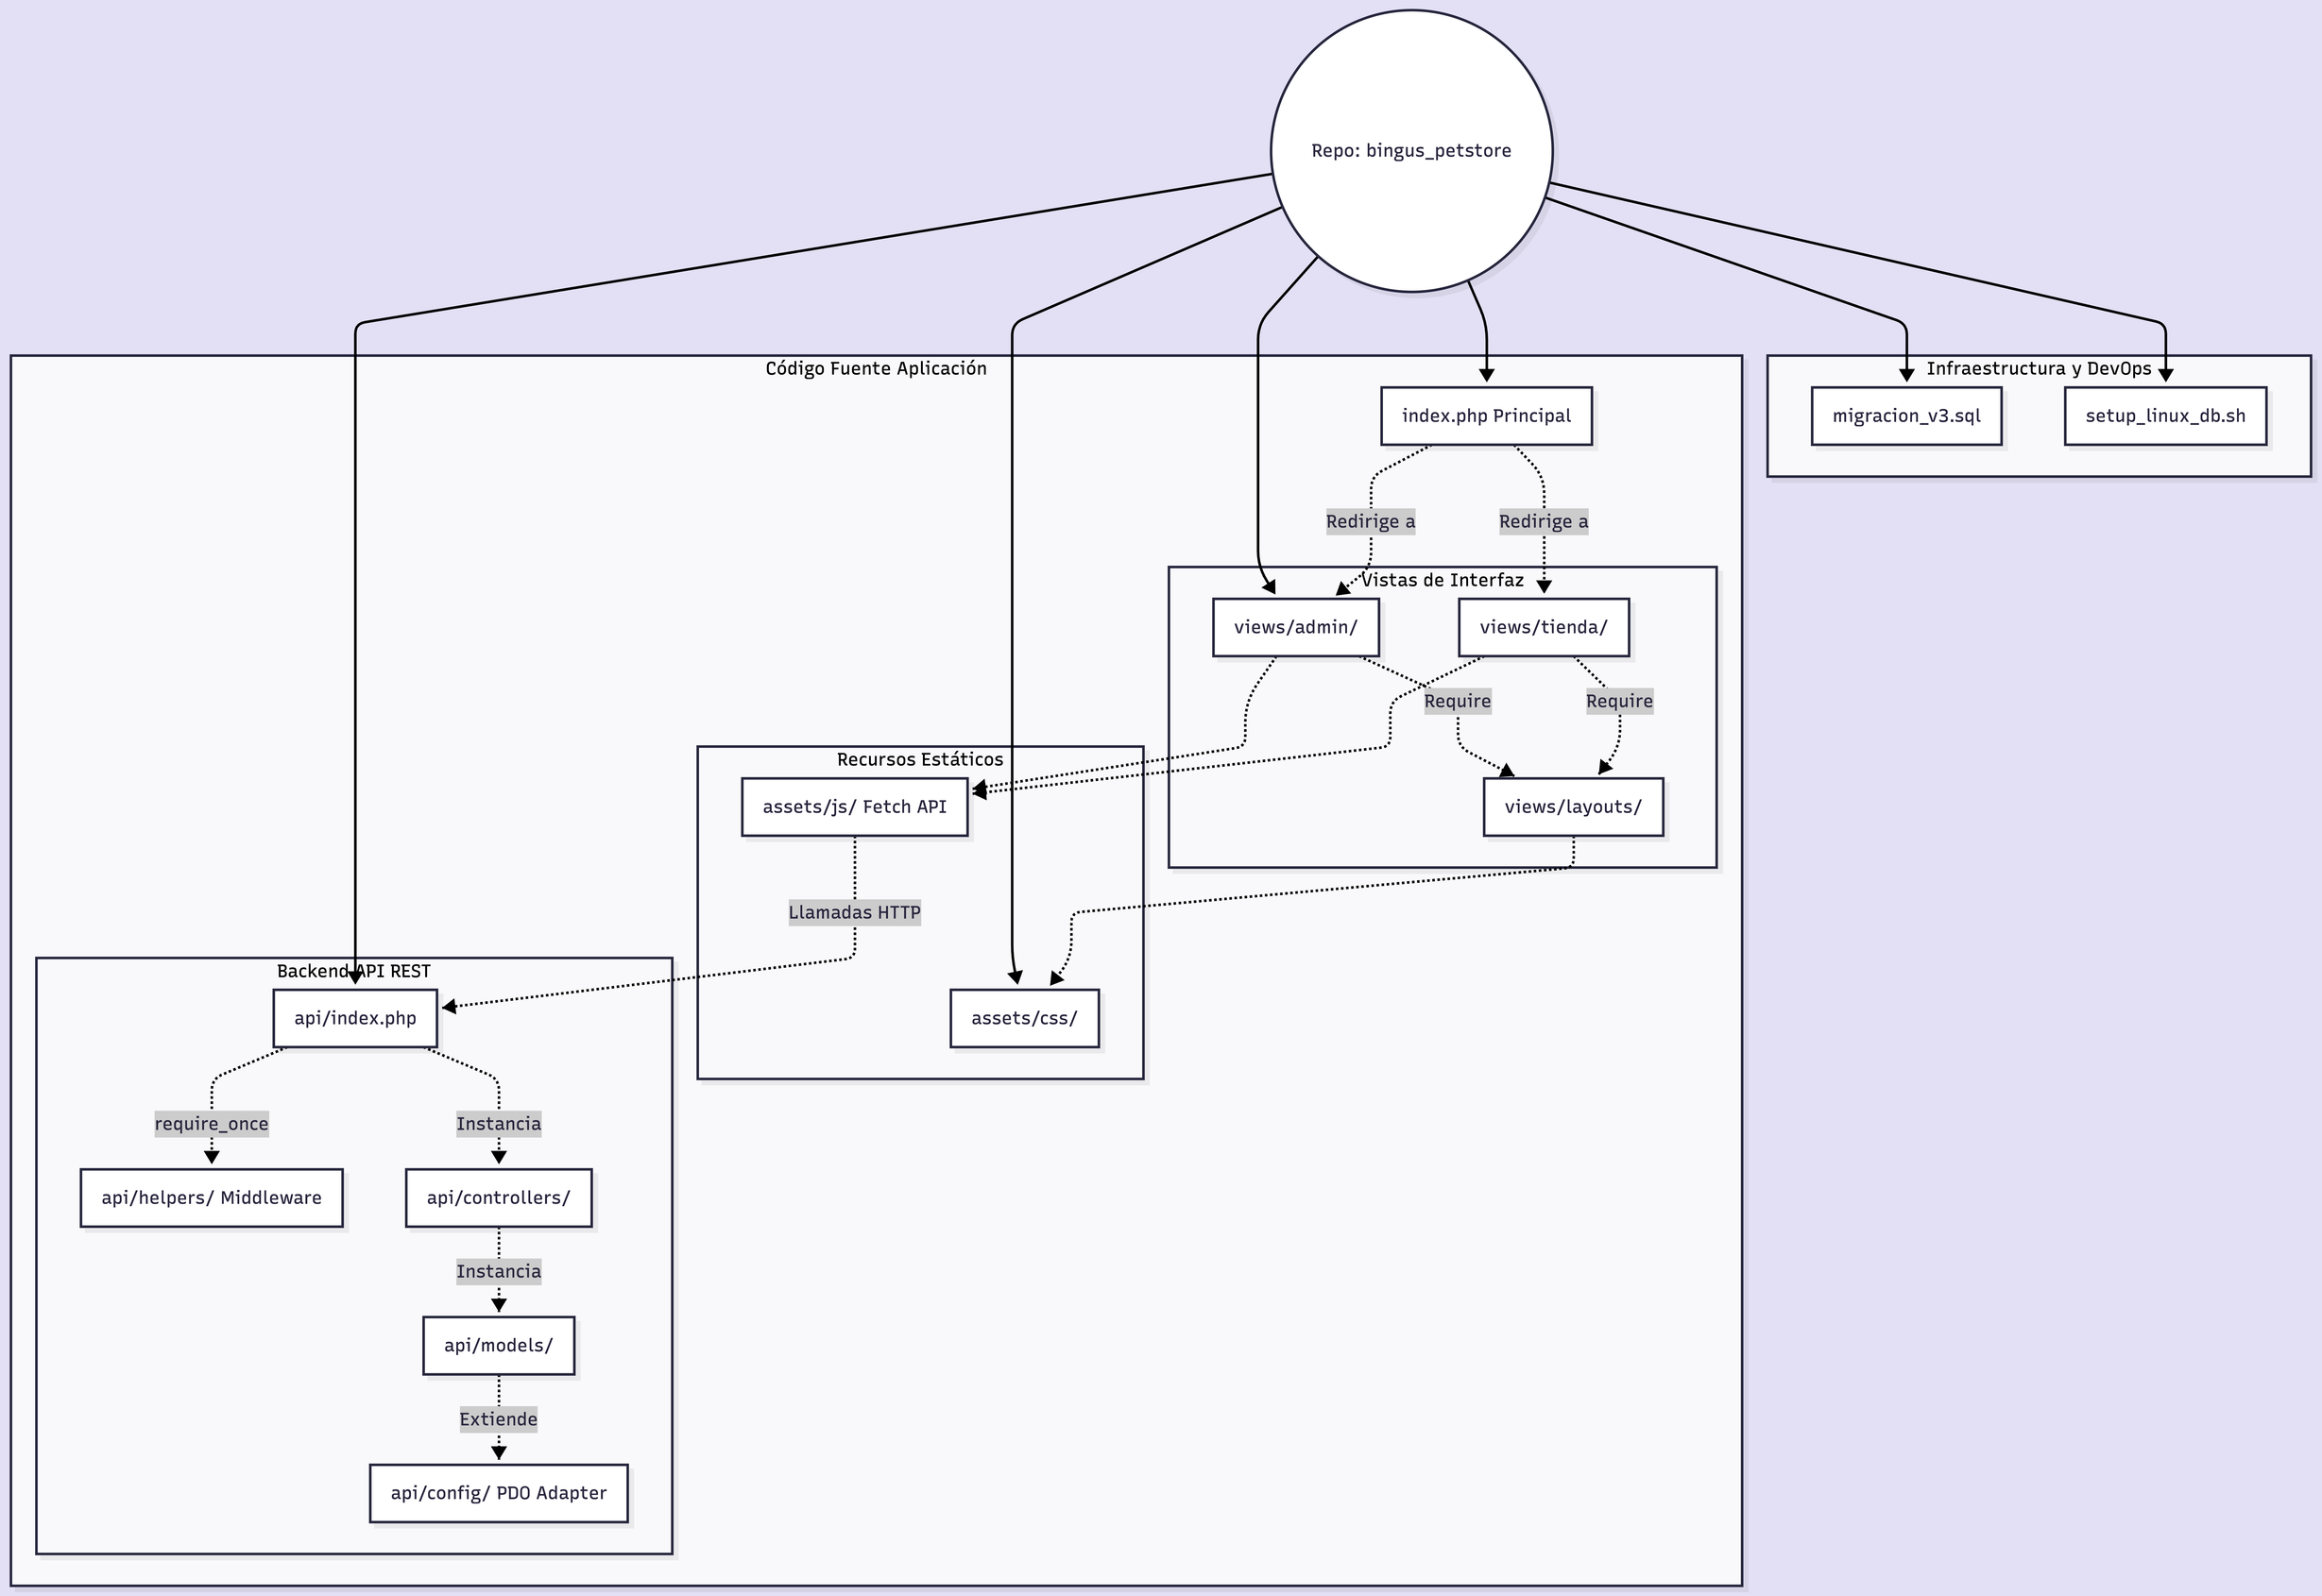 Repo: bingus_petstore
Código Fuente Aplicación
Infraestructura y DevOps
index.php Principal
migracion_v3.sql
setup_linux_db.sh
Redirige a
Redirige a
Vistas de Interfaz
views/admin/
views/tienda/
Require
Require
Recursos Estáticos
assets/js/ Fetch API
views/layouts/
Llamadas HTTP
Backend API REST
api/index.php
assets/css/
require_once
Instancia
api/helpers/ Middleware
api/controllers/
Instancia
api/models/
Extiende
api/config/ PDO Adapter